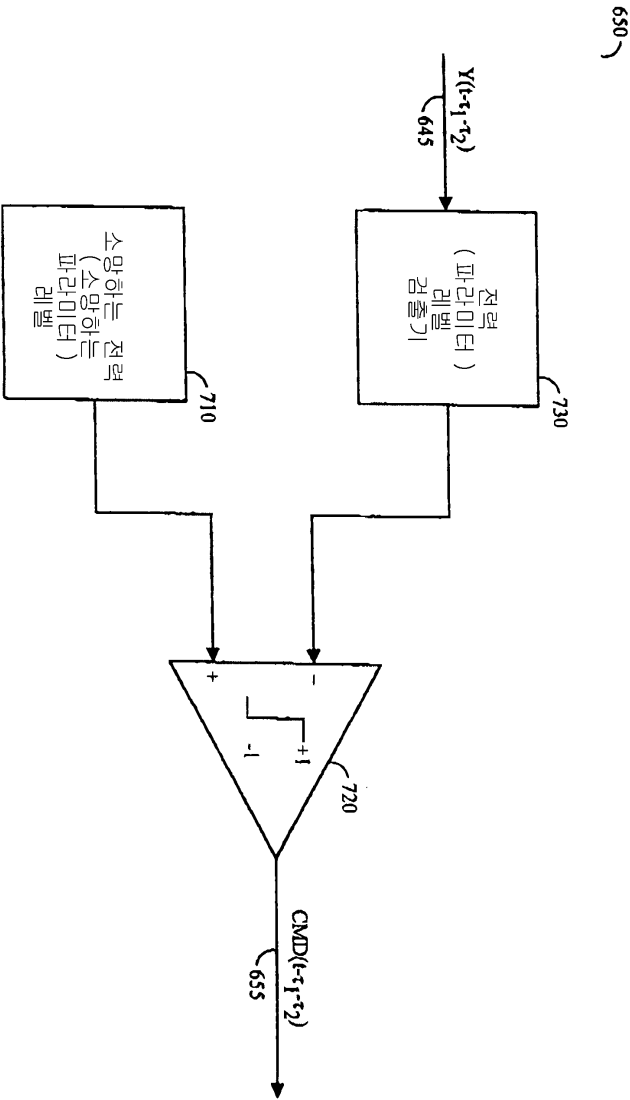 650
Y(t-τ1-τ2)
645
전력
( 파라미터 )
레벨
검출기
730
소망하는 전력
( 소망하는
파라미터 )
레벨
710
-
+
+1
-1
720
CMD(t-τ1-τ2)
655